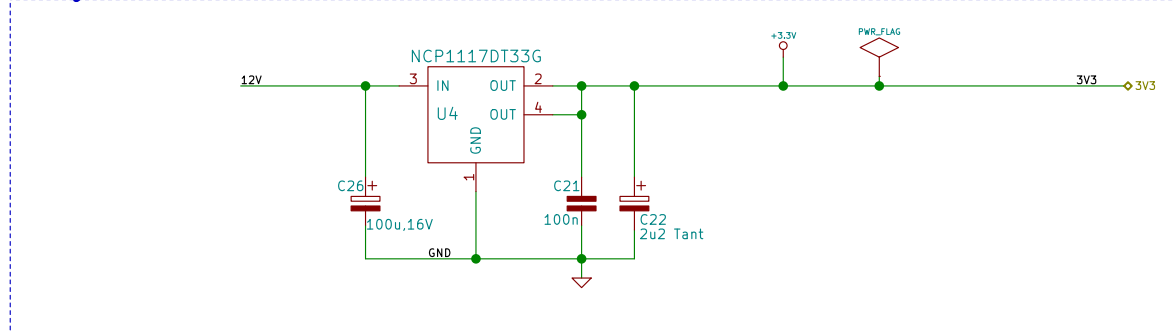 +3.3V
PWR_FLAG
NCP1117DT33G
12V
3
IN
OUT
2
3V3
3V3
U4
OUT
4
GND
1
C26
+
C21
+
100n
C22
100u,16V
2u2 Tant
GND